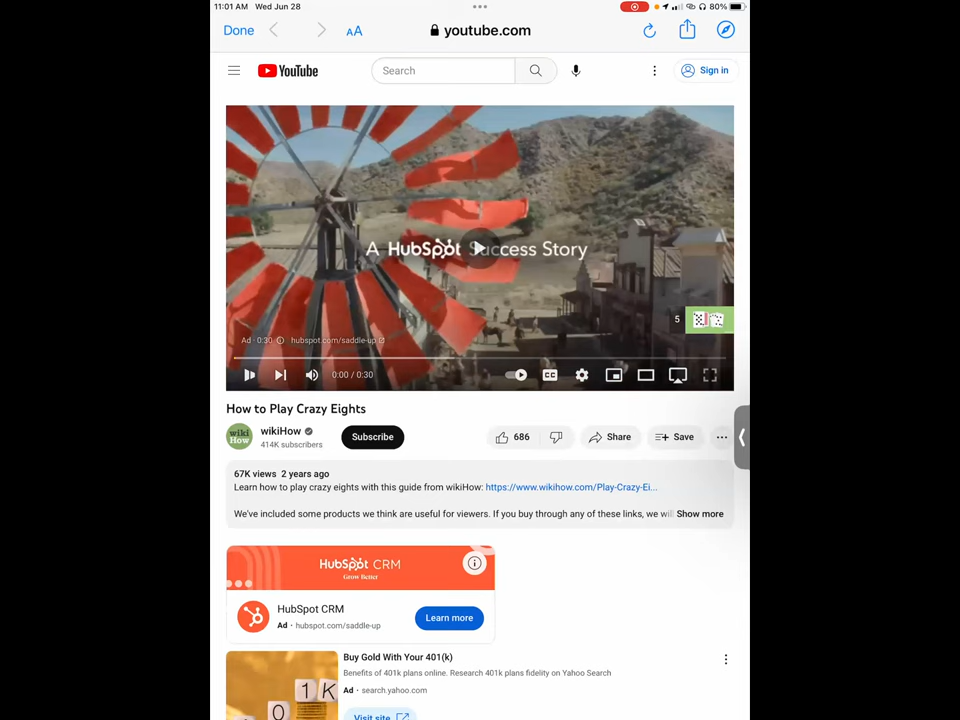 11:01 AM Wed Jun 28
80%
Done
AA
youtube.com
YouTube
Search
Sign in
A HubSpot Success Story
5
Ad · 0:30 hubspot.com/saddle-up
0:00 / 0:30
CC
How to Play Crazy Eights
wiki
How
wikiHow
414K subscribers
Subscribe
686
Share
Save
67K views 2 years ago
Learn how to play crazy eights with this guide from wikiHow: https://www.wikihow.com/Play-Crazy-Ei...
We've included some products we think are useful for viewers. If you buy through any of these links, we wil Show more
HubSpot CRM
Grow Better
HubSpot CRM
Ad · hubspot.com/saddle-up
Learn more
Buy Gold With Your 401(k)
Benefits of 401k plans online. Research 401k plans fidelity on Yahoo Search
Ad · search.yahoo.com
Visit site
1 K
0